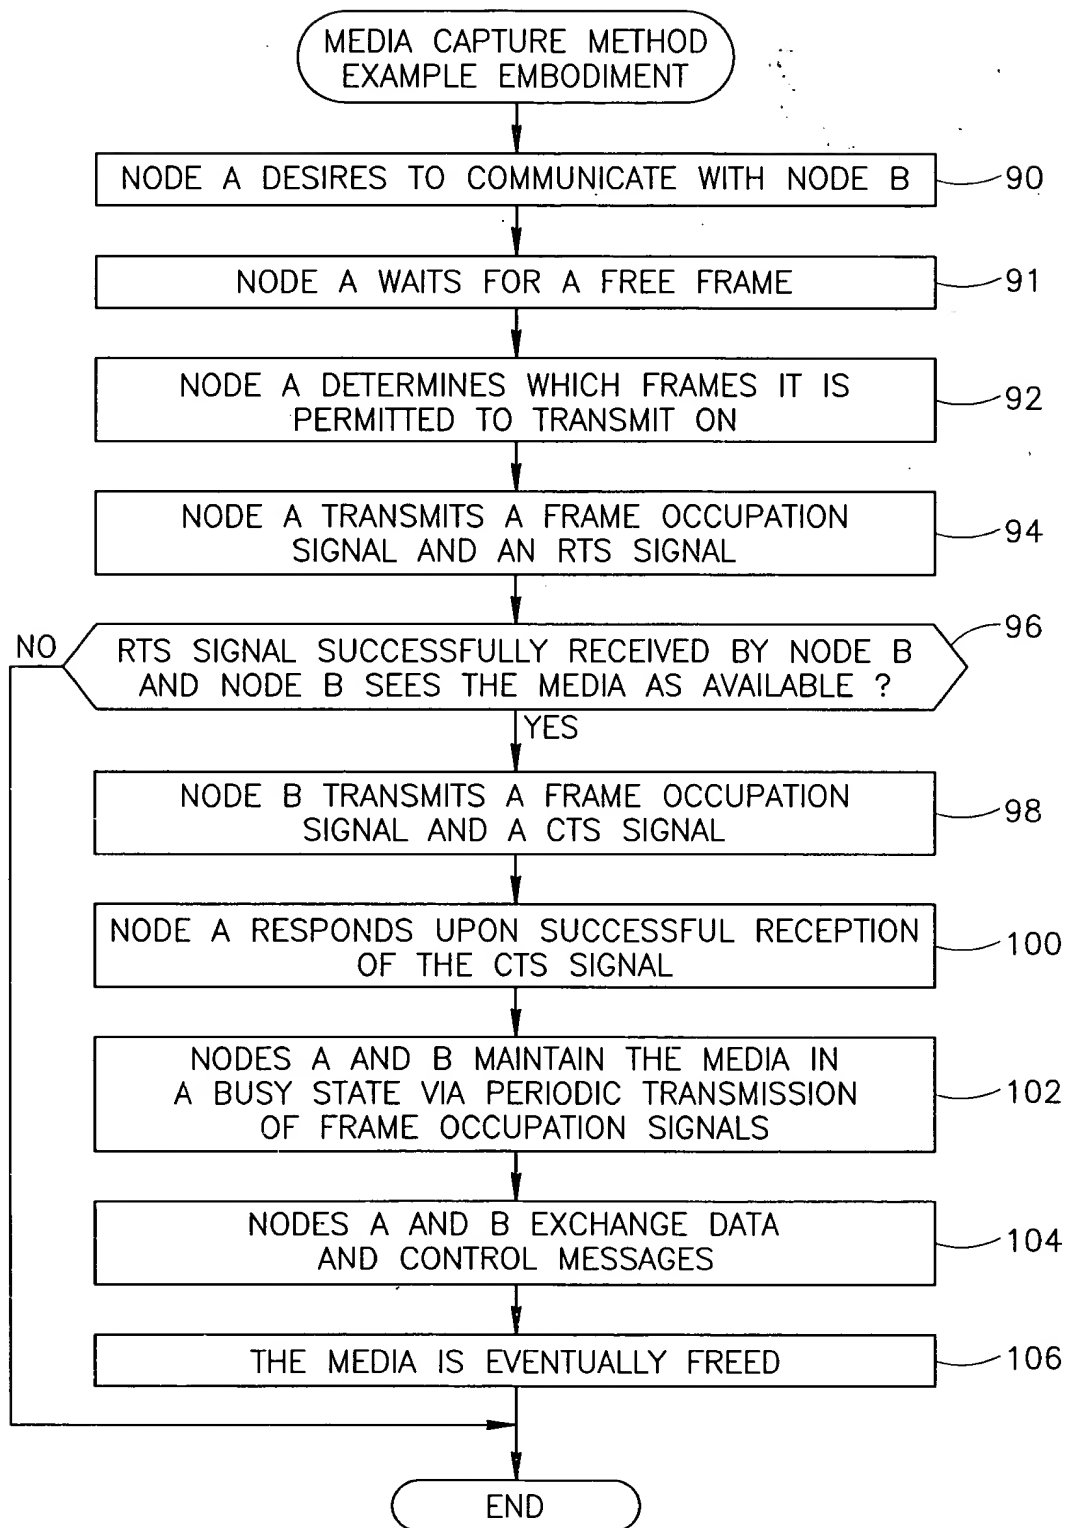 MEDIA CAPTURE METHOD
EXAMPLE EMBODIMENT
NODE A DESIRES TO COMMUNICATE WITH NODE B
90
NODE A WAITS FOR A FREE FRAME
91
NODE A DETERMINES WHICH FRAMES IT IS
PERMITTED TO TRANSMIT ON
92
NODE A TRANSMITS A FRAME OCCUPATION
SIGNAL AND AN RTS SIGNAL
94
NO
RTS SIGNAL SUCCESSFULLY RECEIVED BY NODE B
AND NODE B SEES THE MEDIA AS AVAILABLE ?
96
YES
NODE B TRANSMITS A FRAME OCCUPATION
SIGNAL AND A CTS SIGNAL
98
NODE A RESPONDS UPON SUCCESSFUL RECEPTION
OF THE CTS SIGNAL
100
NODES A AND B MAINTAIN THE MEDIA IN
A BUSY STATE VIA PERIODIC TRANSMISSION
OF FRAME OCCUPATION SIGNALS
102
NODES A AND B EXCHANGE DATA
AND CONTROL MESSAGES
104
THE MEDIA IS EVENTUALLY FREED
106
END